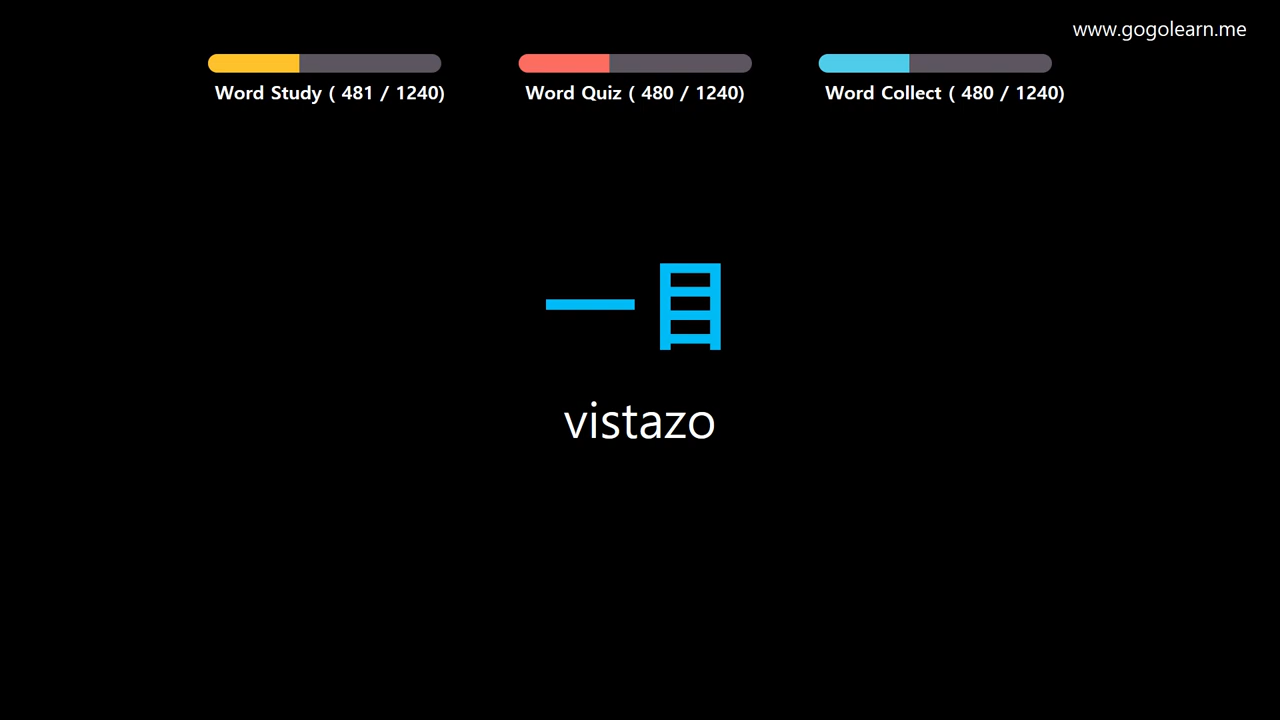 www.gogolearn.me
Word Study ( 481 / 1240)
Word Quiz ( 480 / 1240)
Word Collect ( 480 / 1240)
一目
vistazo